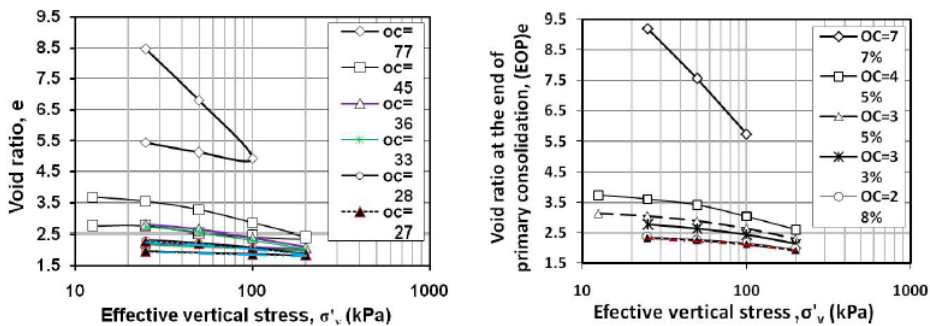 9.5
8.5
7.5
6.5
5.5
4.5
3.5
2.5
1.5
Void ratio, e
10
100
1000
Effective vertical stress, σ'v (kPa)
oc=
77
oc=
45
oc=
36
oc=
33
oc=
28
oc=
27
9.5
8.5
7.5
6.5
5.5
4.5
3.5
2.5
1.5
Void ratio at the end of
primary consolidation, (EOP)e
10
100
1000
Efective vertical stress ,σ'v (kPa)
OC=7
7%
OC=4
5%
OC=3
5%
OC=3
3%
OC=2
8%